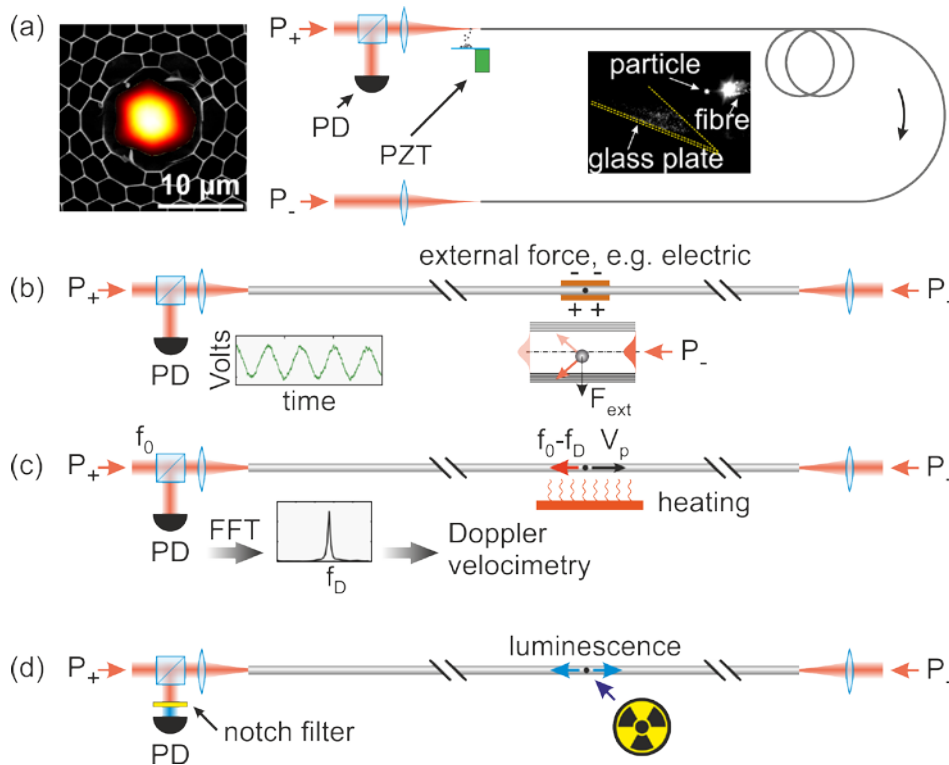 (a)
10 µm
P+
PD
PZT
particle
fibre
glass plate
P-
(b)
external force, e.g. electric
P+
- -
+ +
P-
PD
Volts
time
P-
Fext
(c)
f0
P+
f0-fD
Vp
P-
heating
PD
FFT
fD
Doppler
velocimetry
(d)
luminescence
P+
P-
notch filter
PD